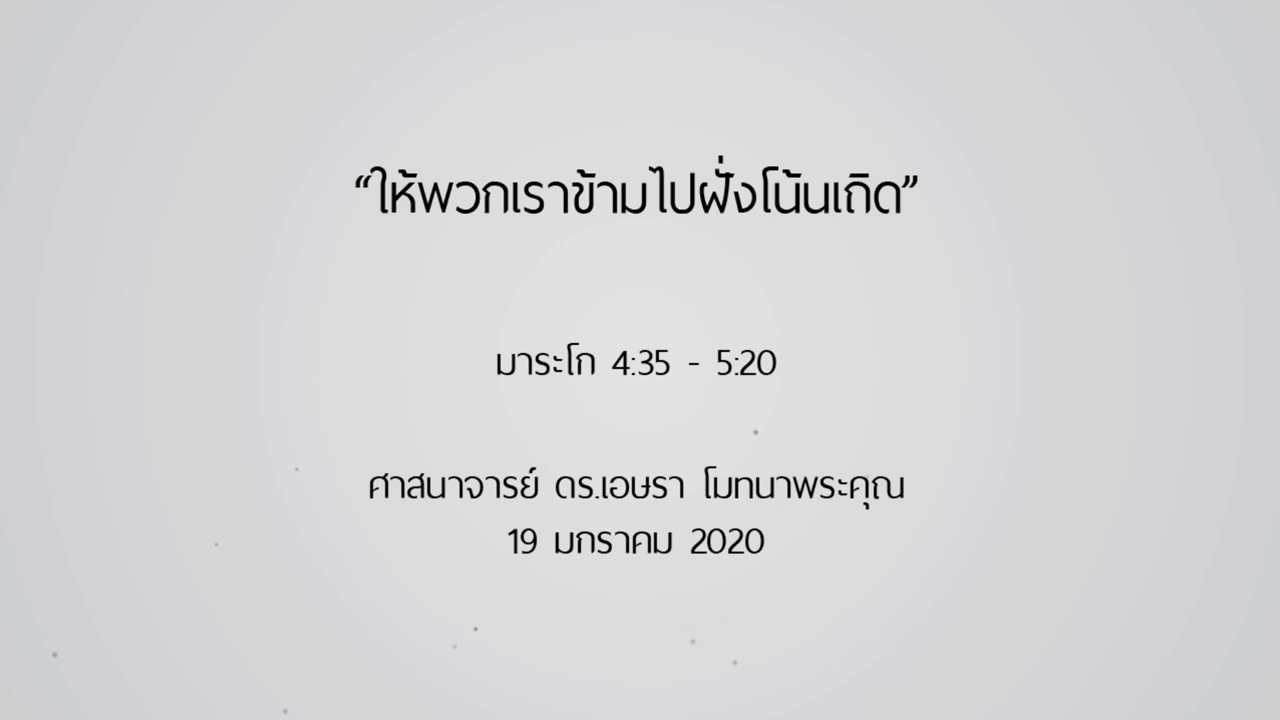 “ให้พวกเราข้ามไปฝั่งโน้นเถิด”
มาระโก 4:35 - 5:20
ศาสนาจารย์ ดร.เอษรา โมทนาพระคุณ
19 มกราคม 2020